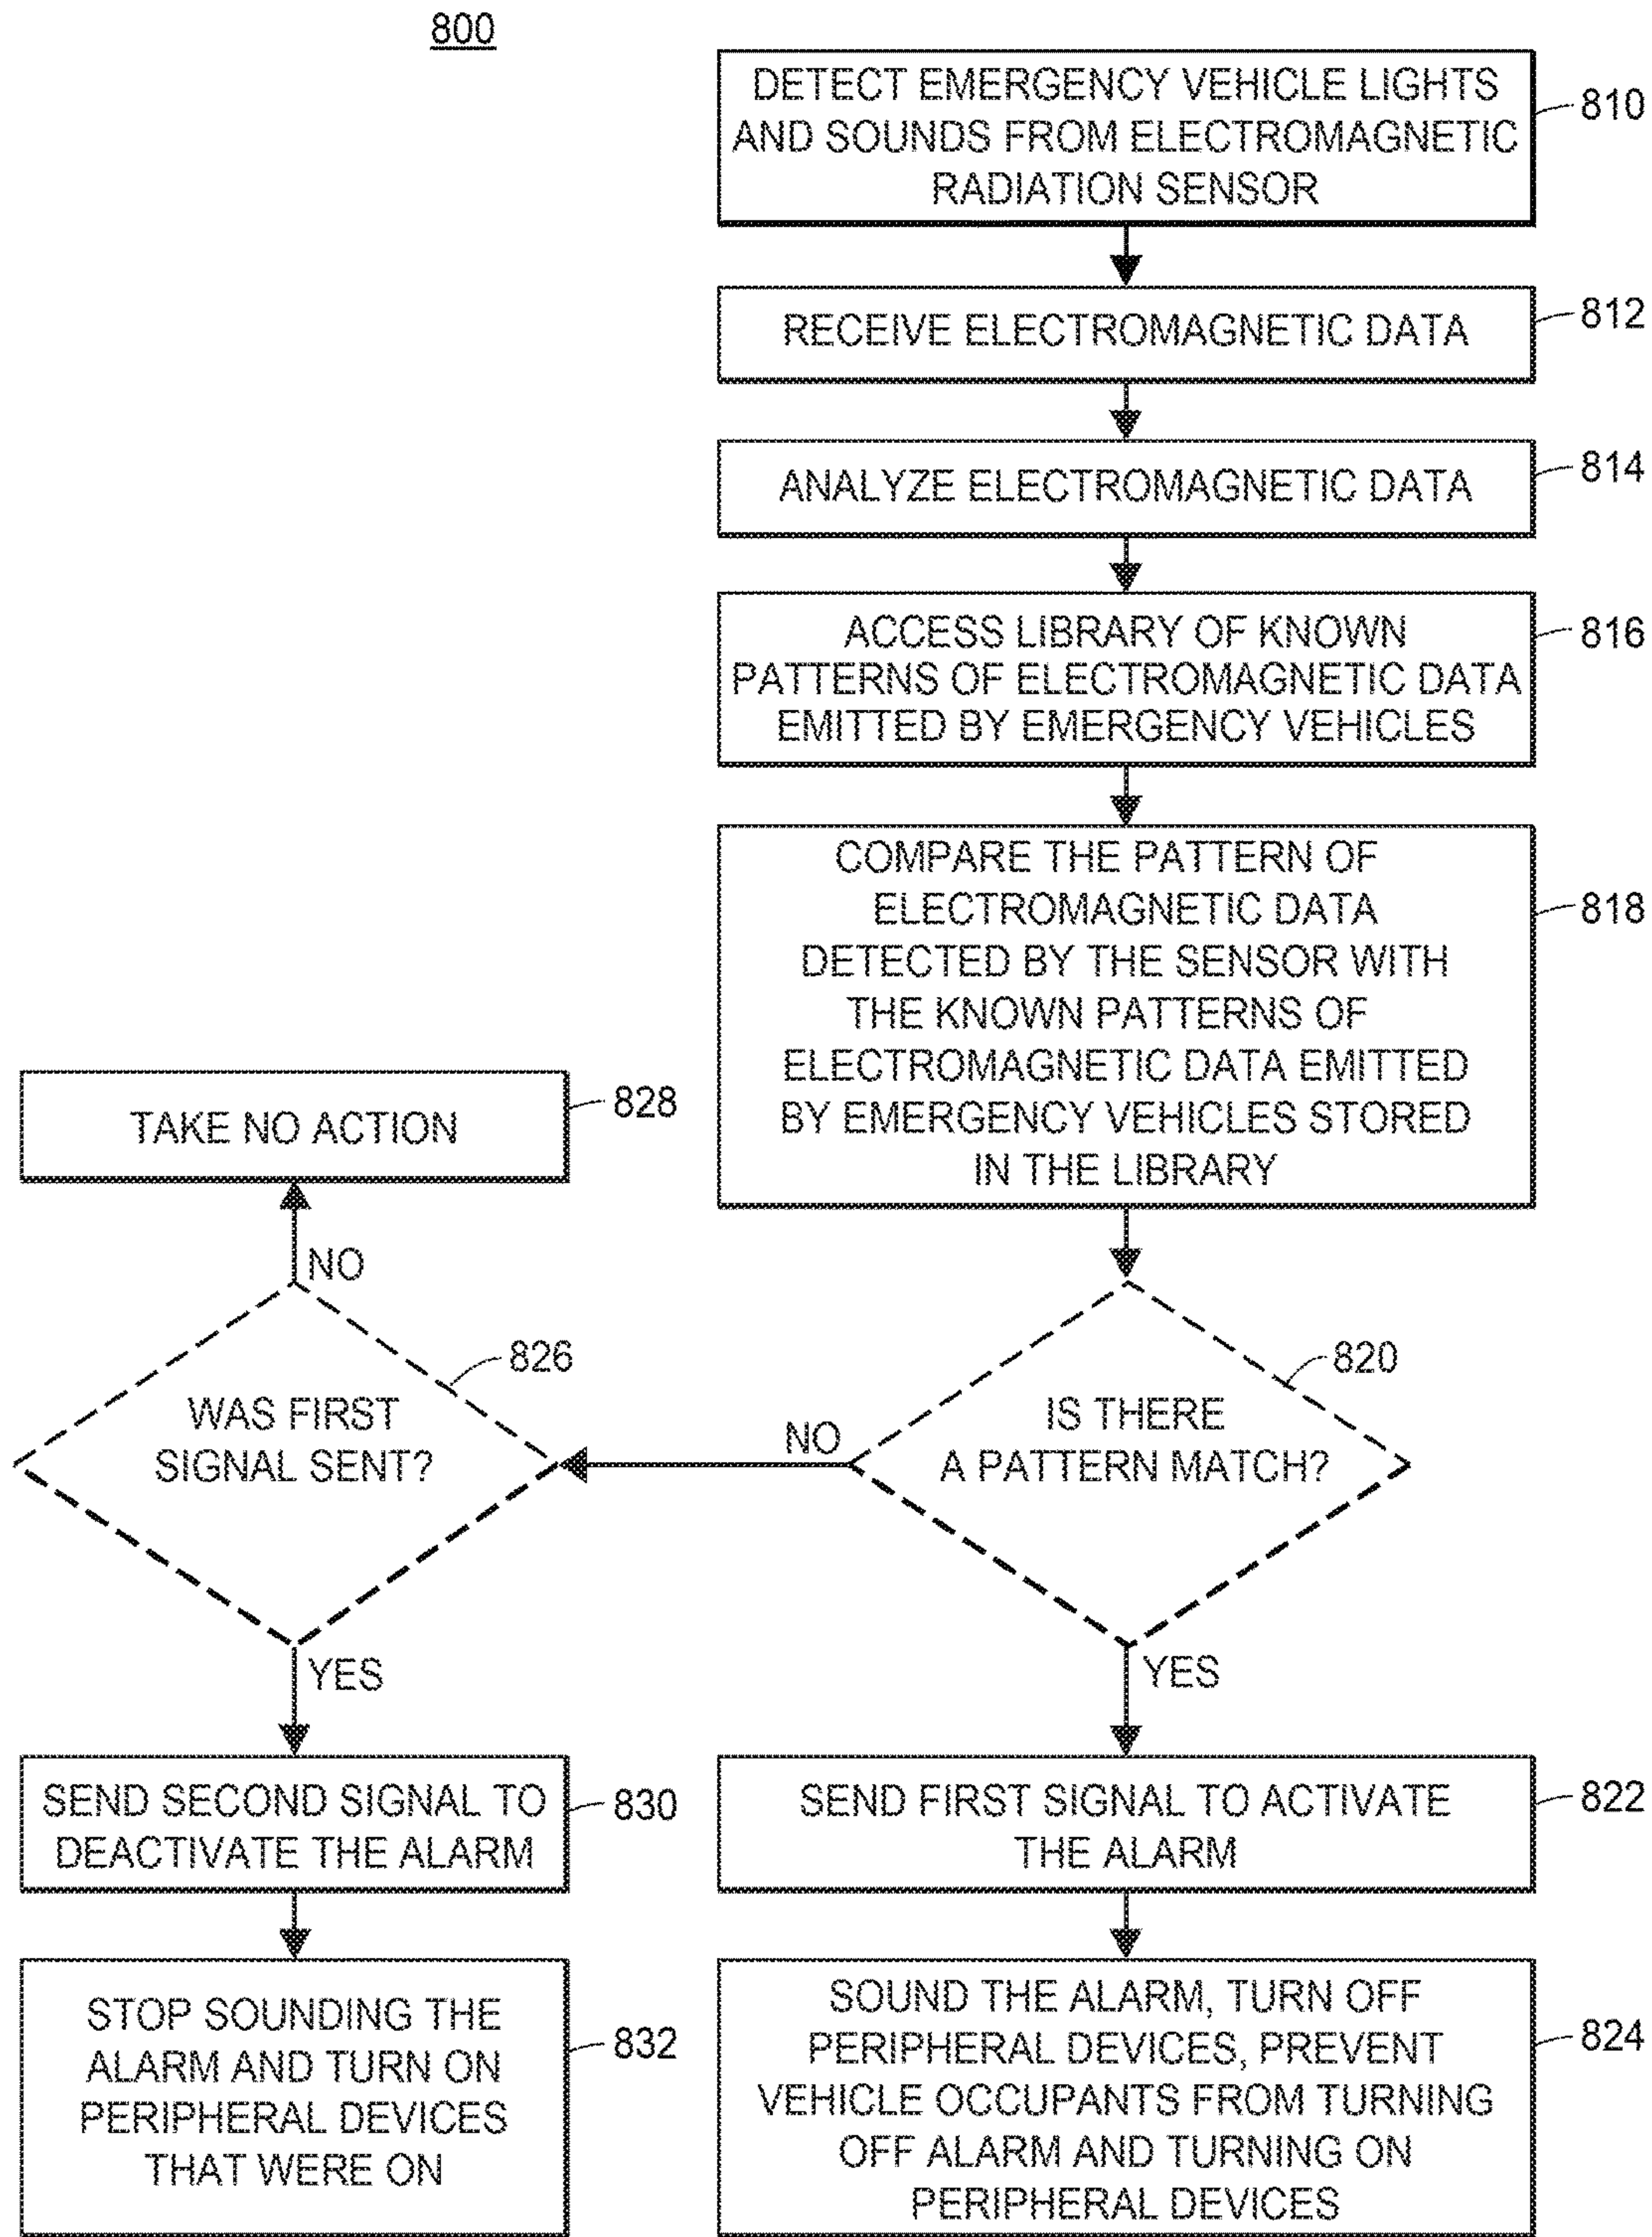 800
DETECT EMERGENCY VEHICLE LIGHTS
AND SOUNDS FROM ELECTROMAGNETIC
RADIATION SENSOR
810
RECEIVE ELECTROMAGNETIC DATA
812
ANALYZE ELECTROMAGNETIC DATA
814
ACCESS LIBRARY OF KNOWN
PATTERNS OF ELECTROMAGNETIC DATA
EMITTED BY EMERGENCY VEHICLES
816
COMPARE THE PATTERN OF
ELECTROMAGNETIC DATA
DETECTED BY THE SENSOR WITH
THE KNOWN PATTERNS OF
ELECTROMAGNETIC DATA EMITTED
BY EMERGENCY VEHICLES STORED
IN THE LIBRARY
818
TAKE NO ACTION
828
NO
WAS FIRST
SIGNAL SENT?
826
NO
IS THERE
A PATTERN MATCH?
820
YES
YES
SEND SECOND SIGNAL TO
DEACTIVATE THE ALARM
830
SEND FIRST SIGNAL TO ACTIVATE
THE ALARM
822
STOP SOUNDING THE
ALARM AND TURN ON
PERIPHERAL DEVICES
THAT WERE ON
832
SOUND THE ALARM, TURN OFF
PERIPHERAL DEVICES, PREVENT
VEHICLE OCCUPANTS FROM TURNING
OFF ALARM AND TURNING ON
PERIPHERAL DEVICES
824